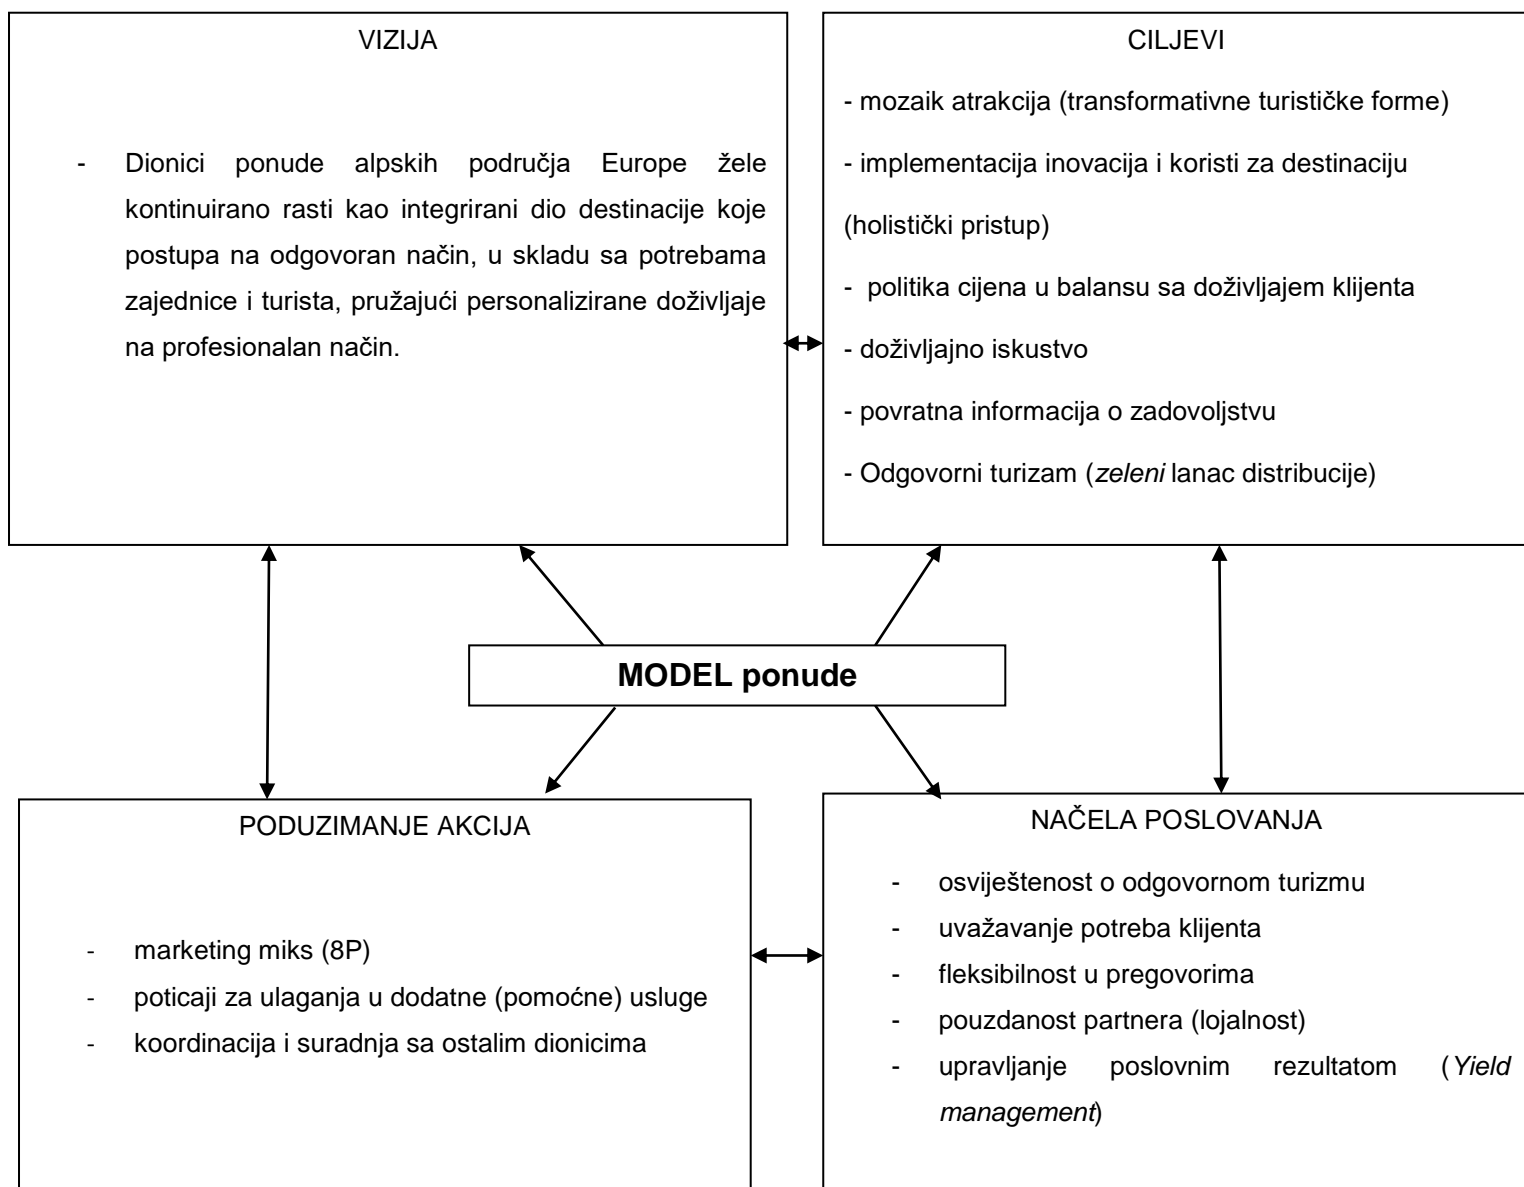 VIZIJA
- Dionici ponude alpskih područja Europe žele
kontinuirano rasti kao integrirani dio destinacije koje
postupa na odgovoran način, u skladu sa potrebama
zajednice i turista, pružajući personalizirane doživljaje
na profesionalan način.
CILJEVI
- mozaik atrakcija (transformativne turističke forme)
- implementacija inovacija i koristi za destinaciju
(holistički pristup)
- politika cijena u balansu sa doživljajem klijenta
- doživljajno iskustvo
- povratna informacija o zadovoljstvu
- Odgovorni turizam (zeleni lanac distribucije)
MODEL ponude
PODUZIMANJE AKCIJA
- marketing miks (8P)
- poticaji za ulaganja u dodatne (pomoćne) usluge
- koordinacija i suradnja sa ostalim dionicima
NAČELA POSLOVANJA
- osviještenost o odgovornom turizmu
- uvažavanje potreba klijenta
- fleksibilnost u pregovorima
- pouzdanost partnera (lojalnost)
- upravljanje poslovnim rezultatom (Yield
management)